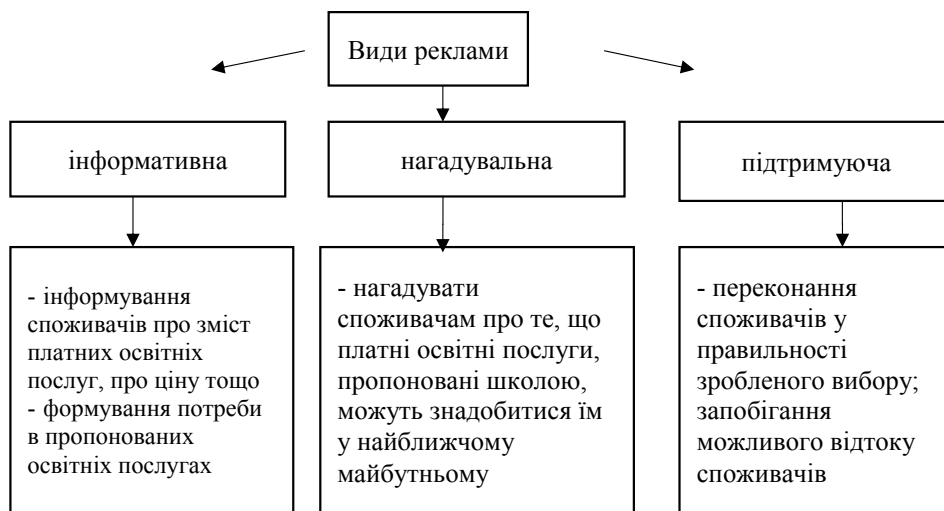 Види реклами
інформативна
нагадувальна
підтримуюча
- інформування
споживачів про зміст
платних освітніх
послуг, про ціну тощо
- формування потреби
в пропонованих
освітніх послугах
- нагадувати
споживачам про те, що
платні освітні послуги,
пропоновані школою,
можуть знадобитися їм
у найближчому
майбутньому
- переконання
споживачів у
правильності
зробленого вибору;
запобігання
можливого відтоку
споживачів